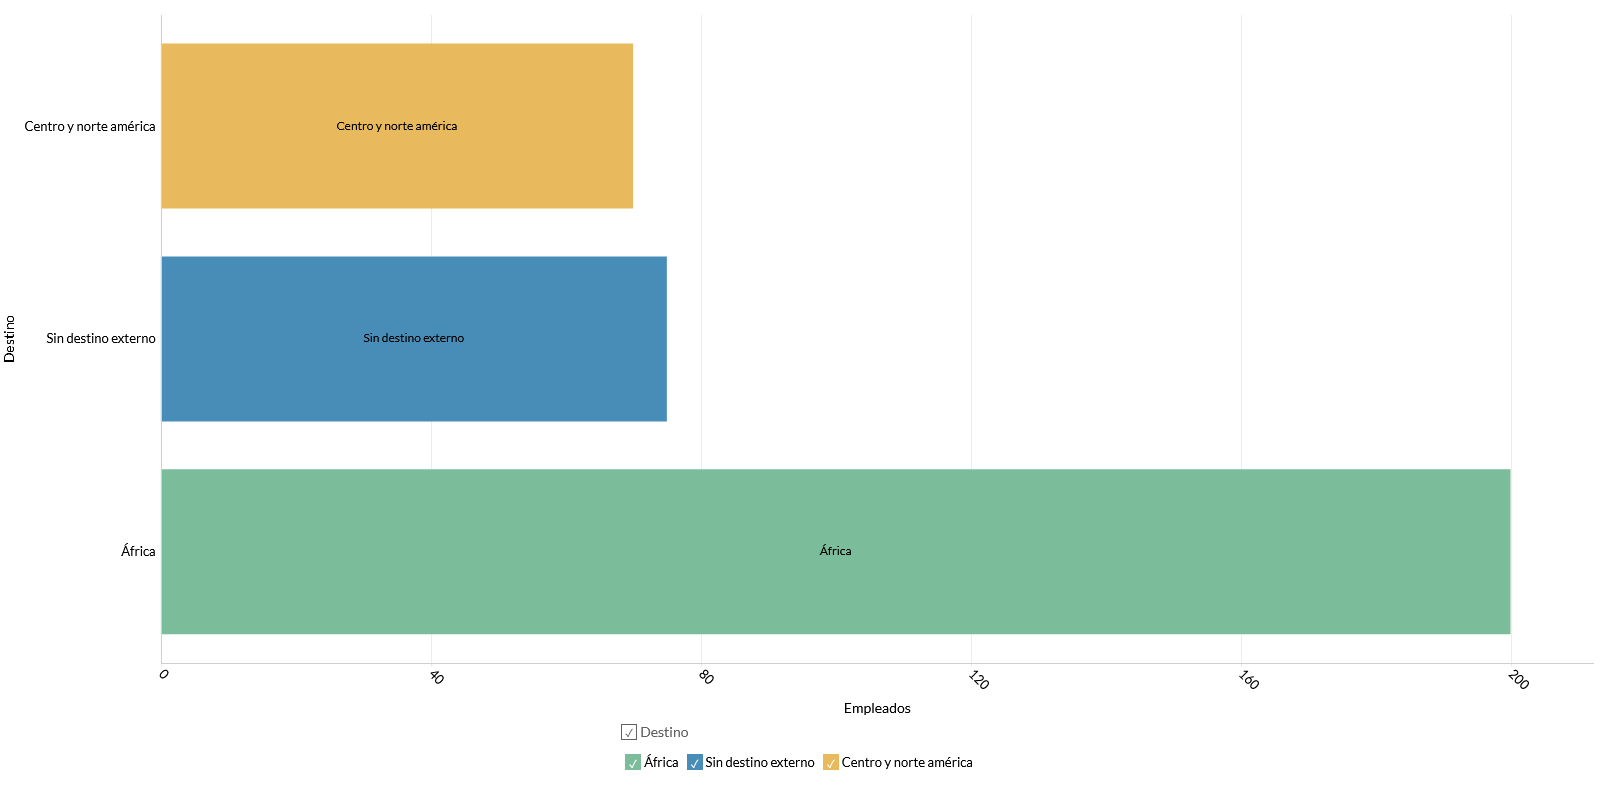 Centro y norte américa
Centro y norte américa
Destino
Sin destino externo
Sin destino externo
África
África
0
40
80
120
160
200
Empleados
✓ Destino
✓ África ✓ Sin destino externo ✓ Centro y norte américa